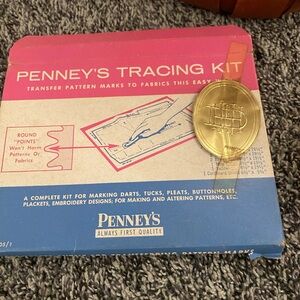 PENNEY'S TRACING KIT
TRANSFER PATTERN MARKS TO FABRICS THIS EASY
ROUND
"POINTS"
Won't Harm
Patterns Or
Fabrics
A COMPLETE KIT FOR MARKING DARTS, TUCKS, PLEATS, BUTTONHOLES,
PLACKETS, EMBROIDERY DESIGNS, FOR MAKING AND ALTERING PATTERNS, ETC.
PENNEY'S
ALWAYS FIRST QUALITY
PATTERN MARKS